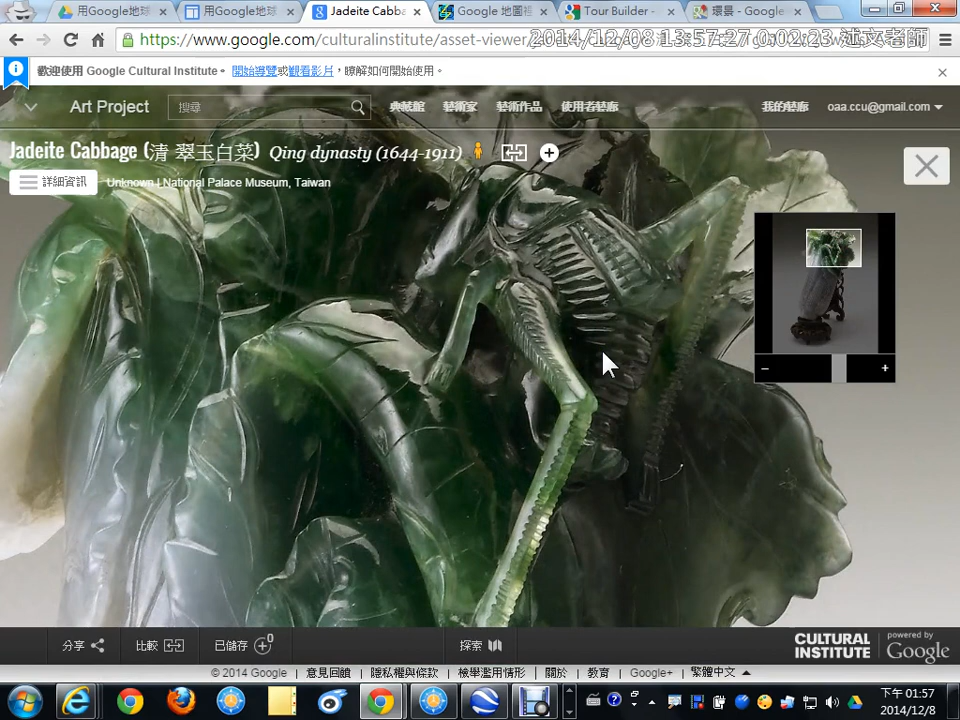 用Google地球
用Google地球
Jadeite Cabba
Google 地圖
Tour Builder -
環景 - Google
https://www.google.com/culturalinstitute/asset-viewer/
2014/12/08 13:57:27 0:02:23 述文老師
歡迎使用 Google Cultural Institute。 開始導覽或觀看影片，瞭解如何開始使用。
Art Project
搜尋
典藏館
藝術家
藝術作品
使用者藝廊
我的藝廊
oaa.ccu@gmail.com
Jadeite Cabbage (清 翠玉白菜) Qing dynasty (1644-1911)
詳細資訊
Unknown | National Palace Museum, Taiwan
分享
比較
已儲存
0
探索
CULTURAL INSTITUTE
powered by Google
© 2014 Google | 意見回饋 | 隱私權與條款 | 檢舉濫用情形 | 關於 | 教育 | Google+ | 繁體中文
下午 01:57
2014/12/8